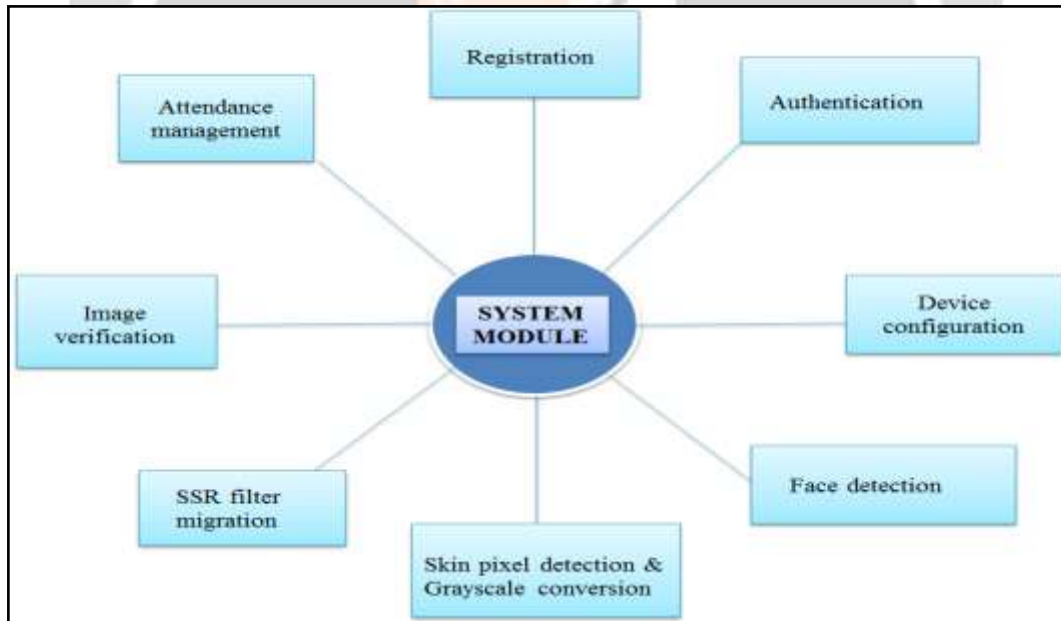 Registration
Authentication
Attendance
management
Device
configuration
Image
verification
SYSTEM
MODULE
Face detection
SSR filter
migration
Skin pixel detection &
Grayscale conversion